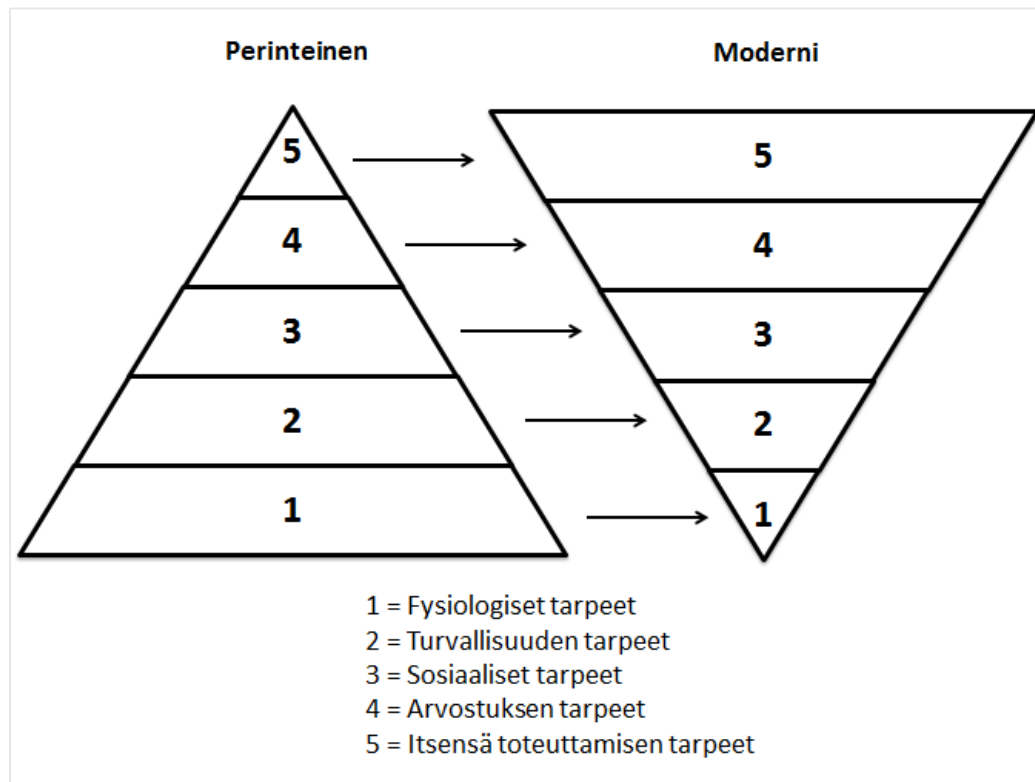 Perinteinen
Moderni
5
5
4
4
3
3
2
2
1
1
1 = Fysiologiset tarpeet
2 = Turvallisuuden tarpeet
3 = Sosiaaliset tarpeet
4 = Arvostuksen tarpeet
5 = Itsensä toteuttamisen tarpeet